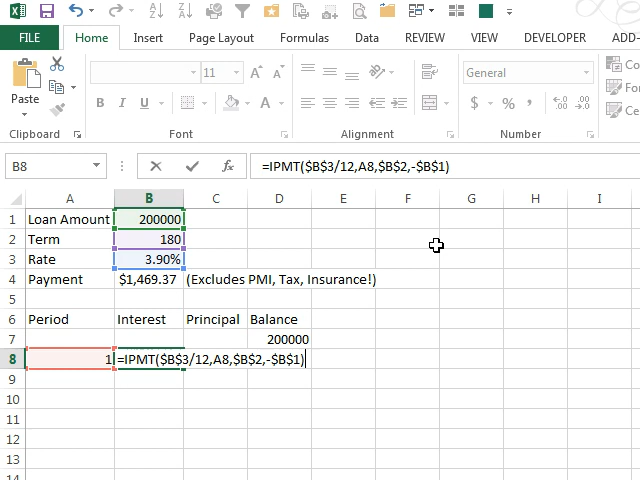 FILE Home Insert Page Layout Formulas Data REVIEW VIEW DEVELOPER ADD-
Paste
11
General
B I U A
$ % ,
Clipboard Font Alignment Number
B8 fx =IPMT($B$3/12,A8,$B$2,-$B$1)
A B C D E F G H I
1 Loan Amount 200000
2 Term 180
3 Rate 3.90%
4 Payment $1,469.37 (Excludes PMI, Tax, Insurance!)
5
6 Period Interest Principal Balance
7 200000
8 1 =IPMT($B$3/12,A8,$B$2,-$B$1)
9
10
11
12
13
14